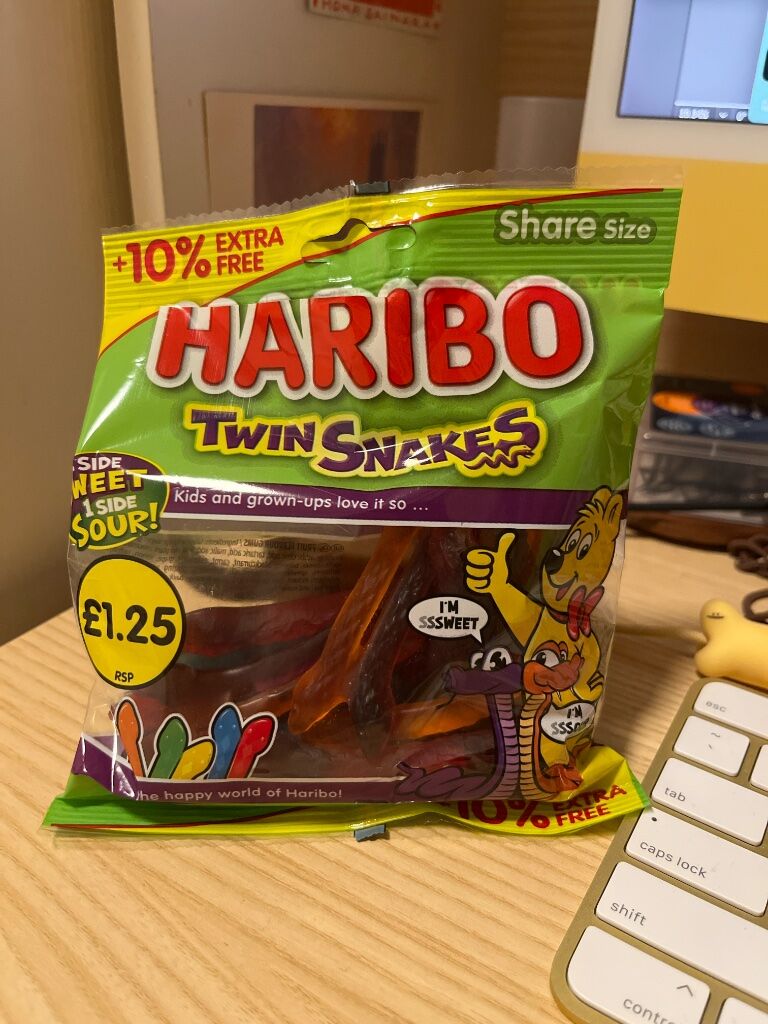 +10% EXTRA
FREE
Share Size
HARIBO
TWIN SNAKES
SIDE
WEET
1 SIDE
SOUR!
Kids and grown-ups love it so ...
£1.25
RSP
I'M
SSSWEET
I'M
happy world of Haribo!
10% EXTRA
FREE
esc
~
tab
caps lock
shift
contr